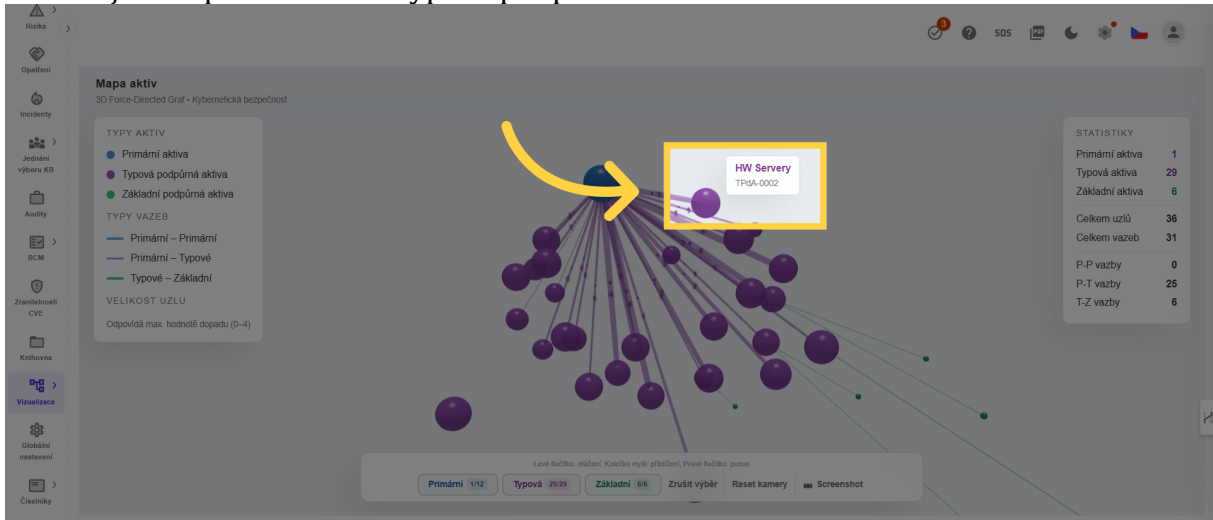 Rizika
3
SOS
PDF
Opatření
Incidenty
Jednání
výboru KB
Audity
BCM
Zranitelnosti
CVE
Knihovna
Vizualizace
Globální
nastavení
Číselníky
Mapa aktiv
3D Force-Directed Graf • Kybernetická bezpečnost
TYPY AKTIV
Primární aktiva
Typová podpůrná aktiva
Základní podpůrná aktiva
TYPY VAZEB
Primární – Primární
Primární – Typové
Typové – Základní
VELIKOST UZLU
Odpovídá max. hodnotě dopadu (0–4)
HW Servery
TPdA-0002
STATISTIKY
Primární aktiva 1
Typová aktiva 29
Základní aktiva 6
Celkem uzlů 36
Celkem vazeb 31
P-P vazby 0
P-T vazby 25
T-Z vazby 6
Levé tlačítko: otáčení, Kolečko myši: přiblížení, Pravé tlačítko: posun
Primární 1/12 Typová 29/29 Základní 6/6 Zrušit výběr Reset kamery Screenshot